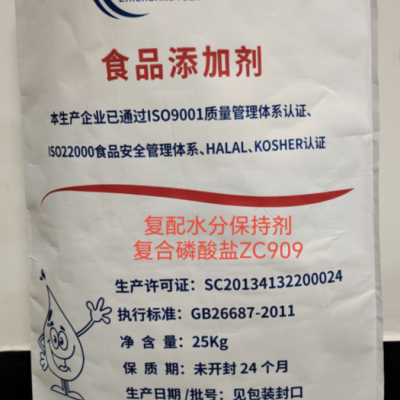 食品添加剂
本生产企业已通过ISO9001质量管理体系认证、
ISO22000食品安全管理体系、HALAL、KOSHER认证
复配水分保持剂
复合磷酸盐ZC909
生产许可证：SC20134132200024
执行标准：GB26687-2011
净 含 量：25Kg
保 质 期：未开封 24 个月
生产日期/批号：见包装封口